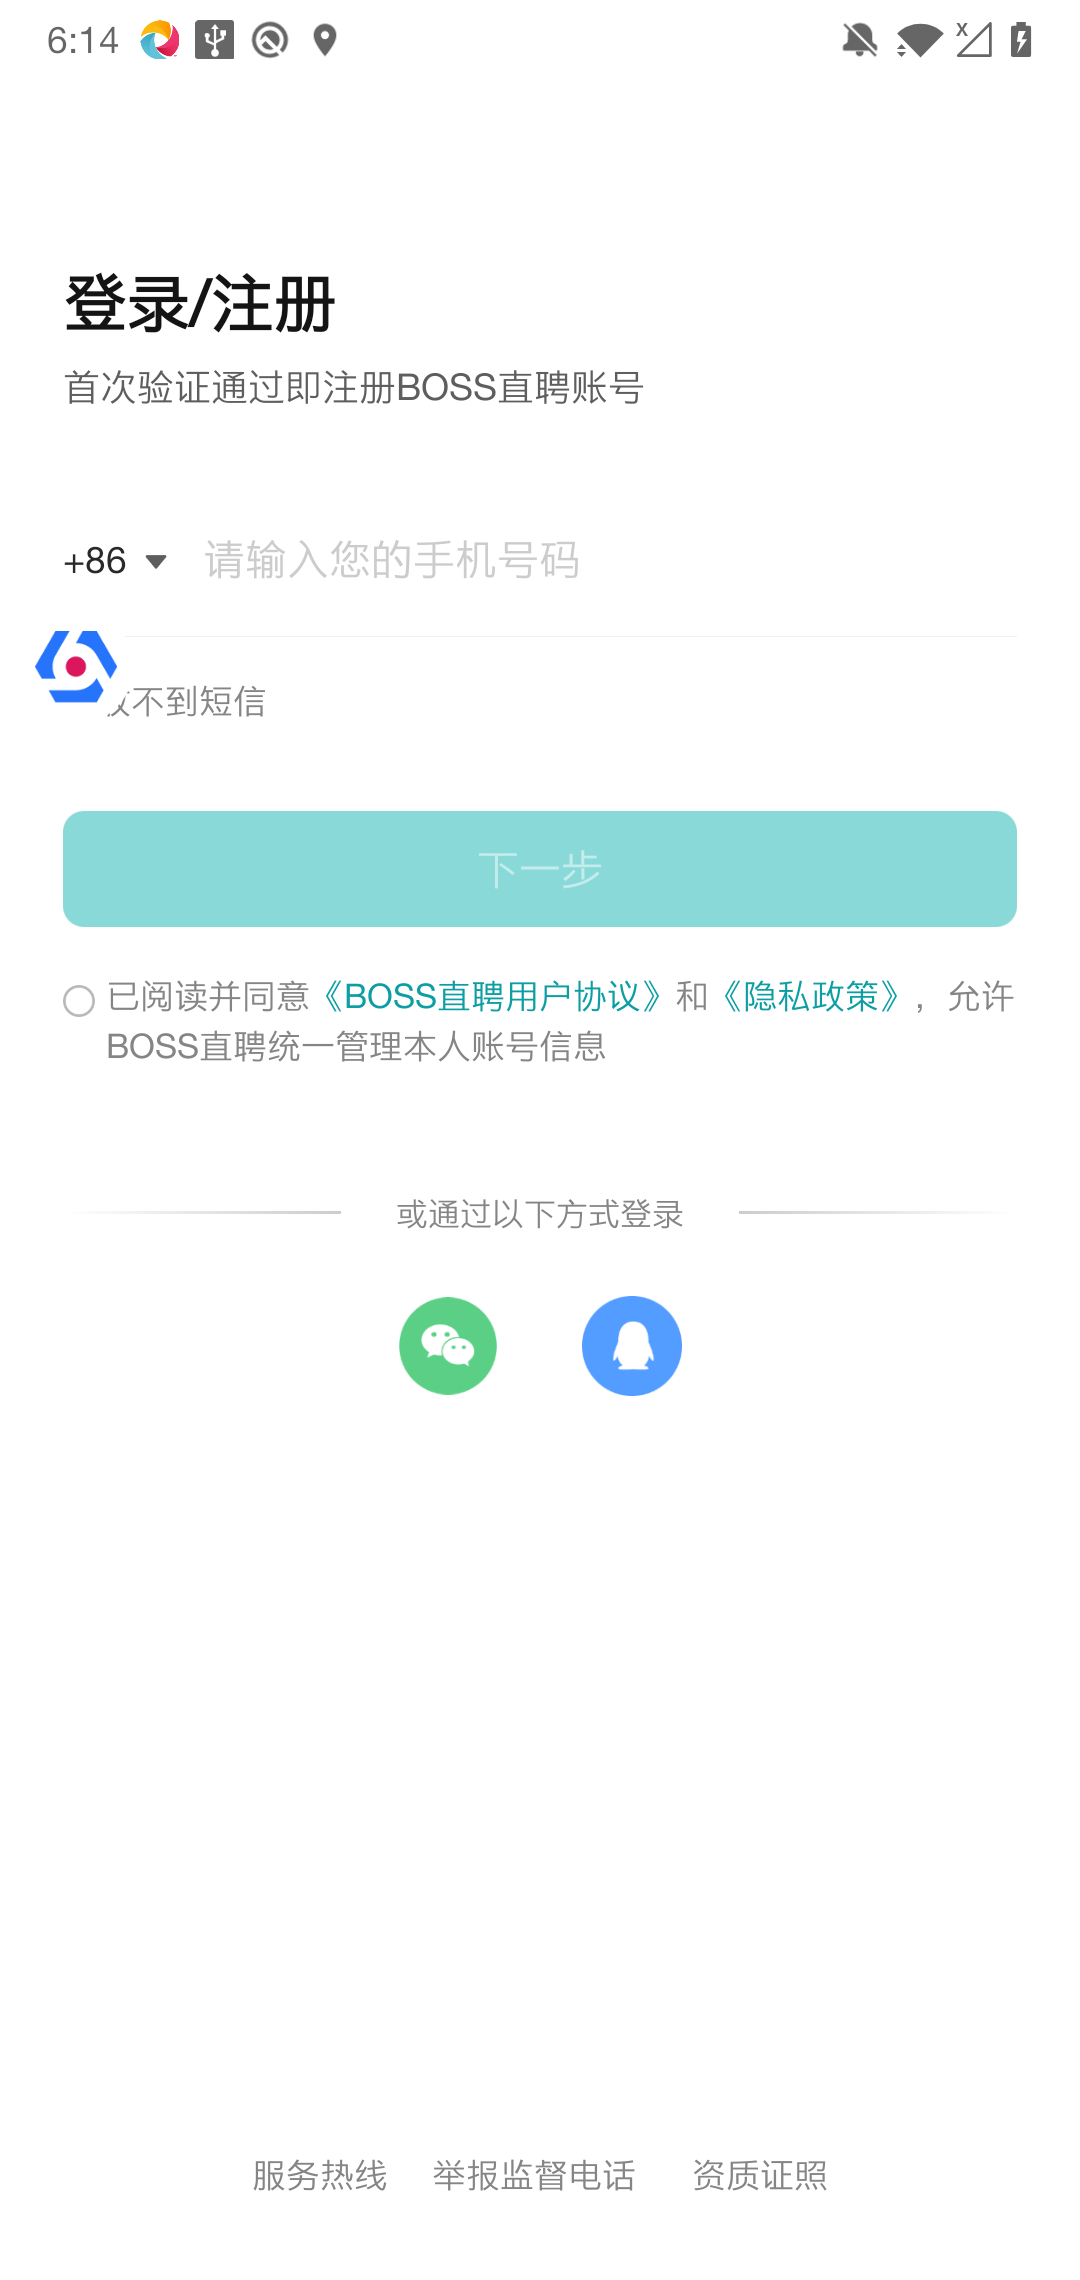 6:14
登录/注册
首次验证通过即注册BOSS直聘账号
+86 请输入您的手机号码
不到短信
下一步
已阅读并同意《BOSS直聘用户协议》和《隐私政策》，允许
BOSS直聘统一管理本人账号信息
或通过以下方式登录
服务热线 举报监督电话 资质证照